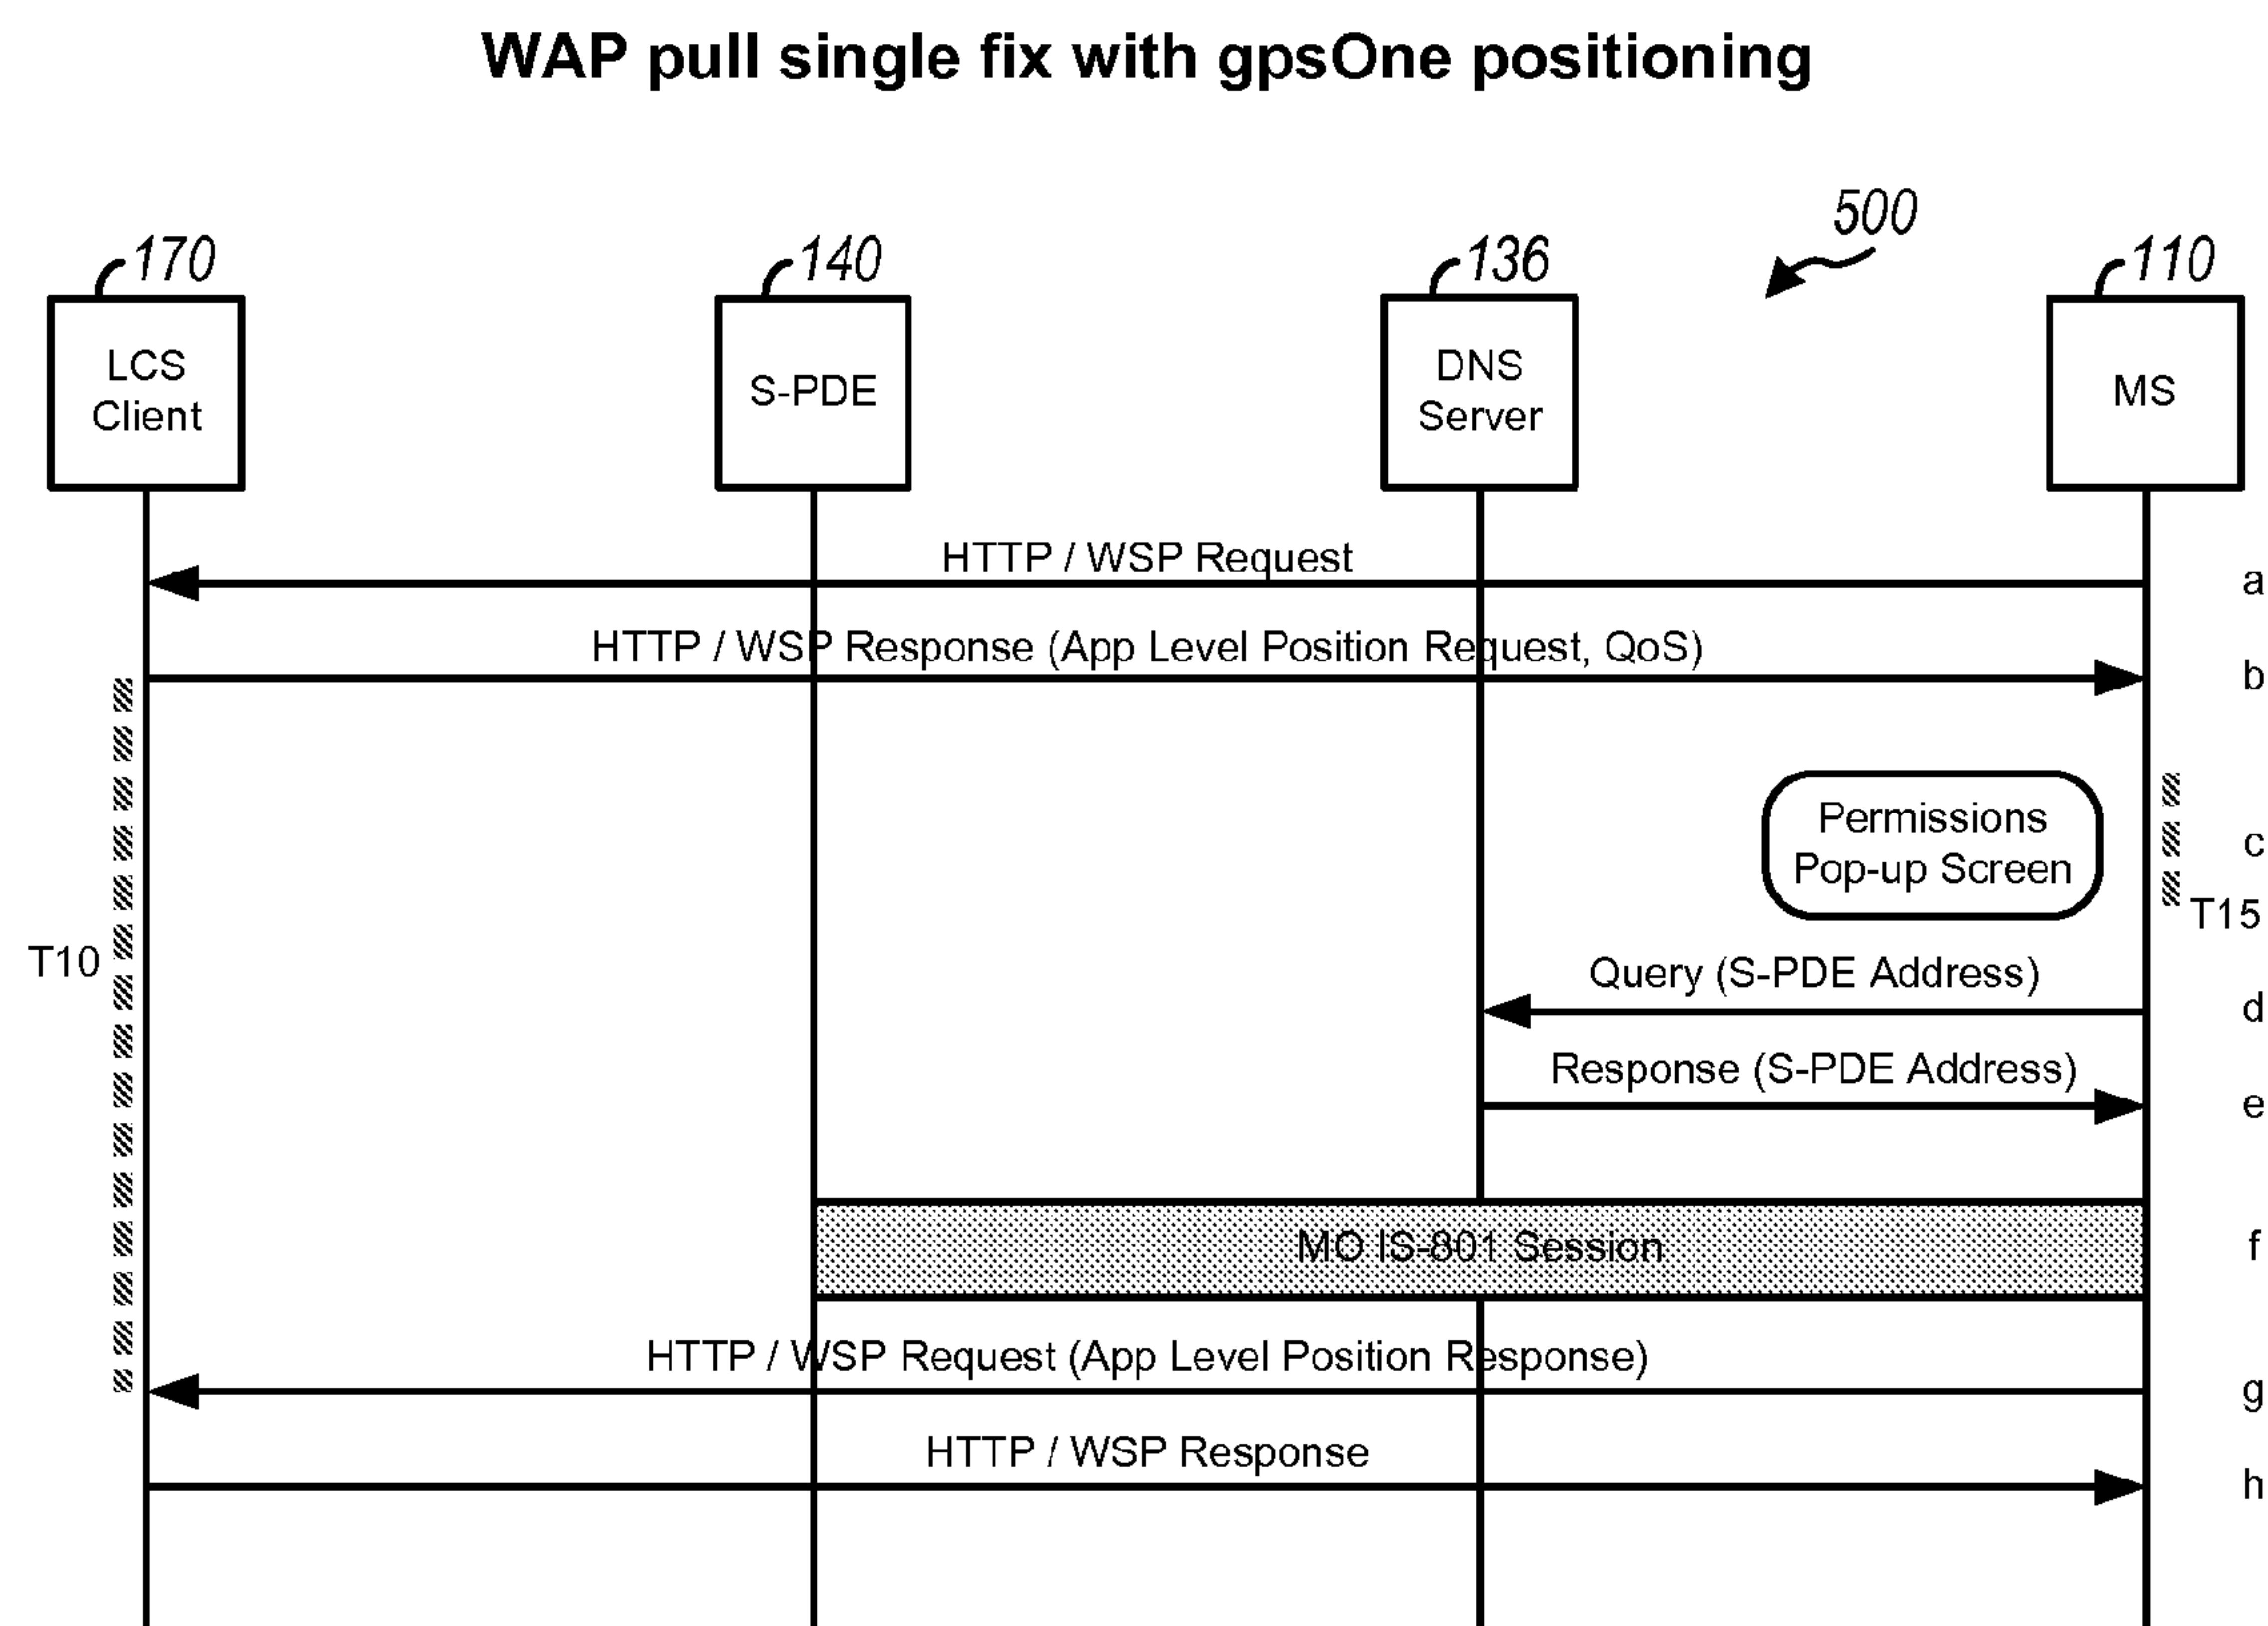 WAP pull single fix with gpsOne positioning
500
170
140
136
110
LCS
Client
S-PDE
DNS
Server
MS
HTTP / WSP Request
a
HTTP / WSP Response (App Level Position Request, QoS)
b
Permissions
Pop-up Screen
c
T15
T10
Query (S-PDE Address)
d
Response (S-PDE Address)
e
MO IS-801 Session
f
HTTP / WSP Request (App Level Position Response)
g
HTTP / WSP Response
h